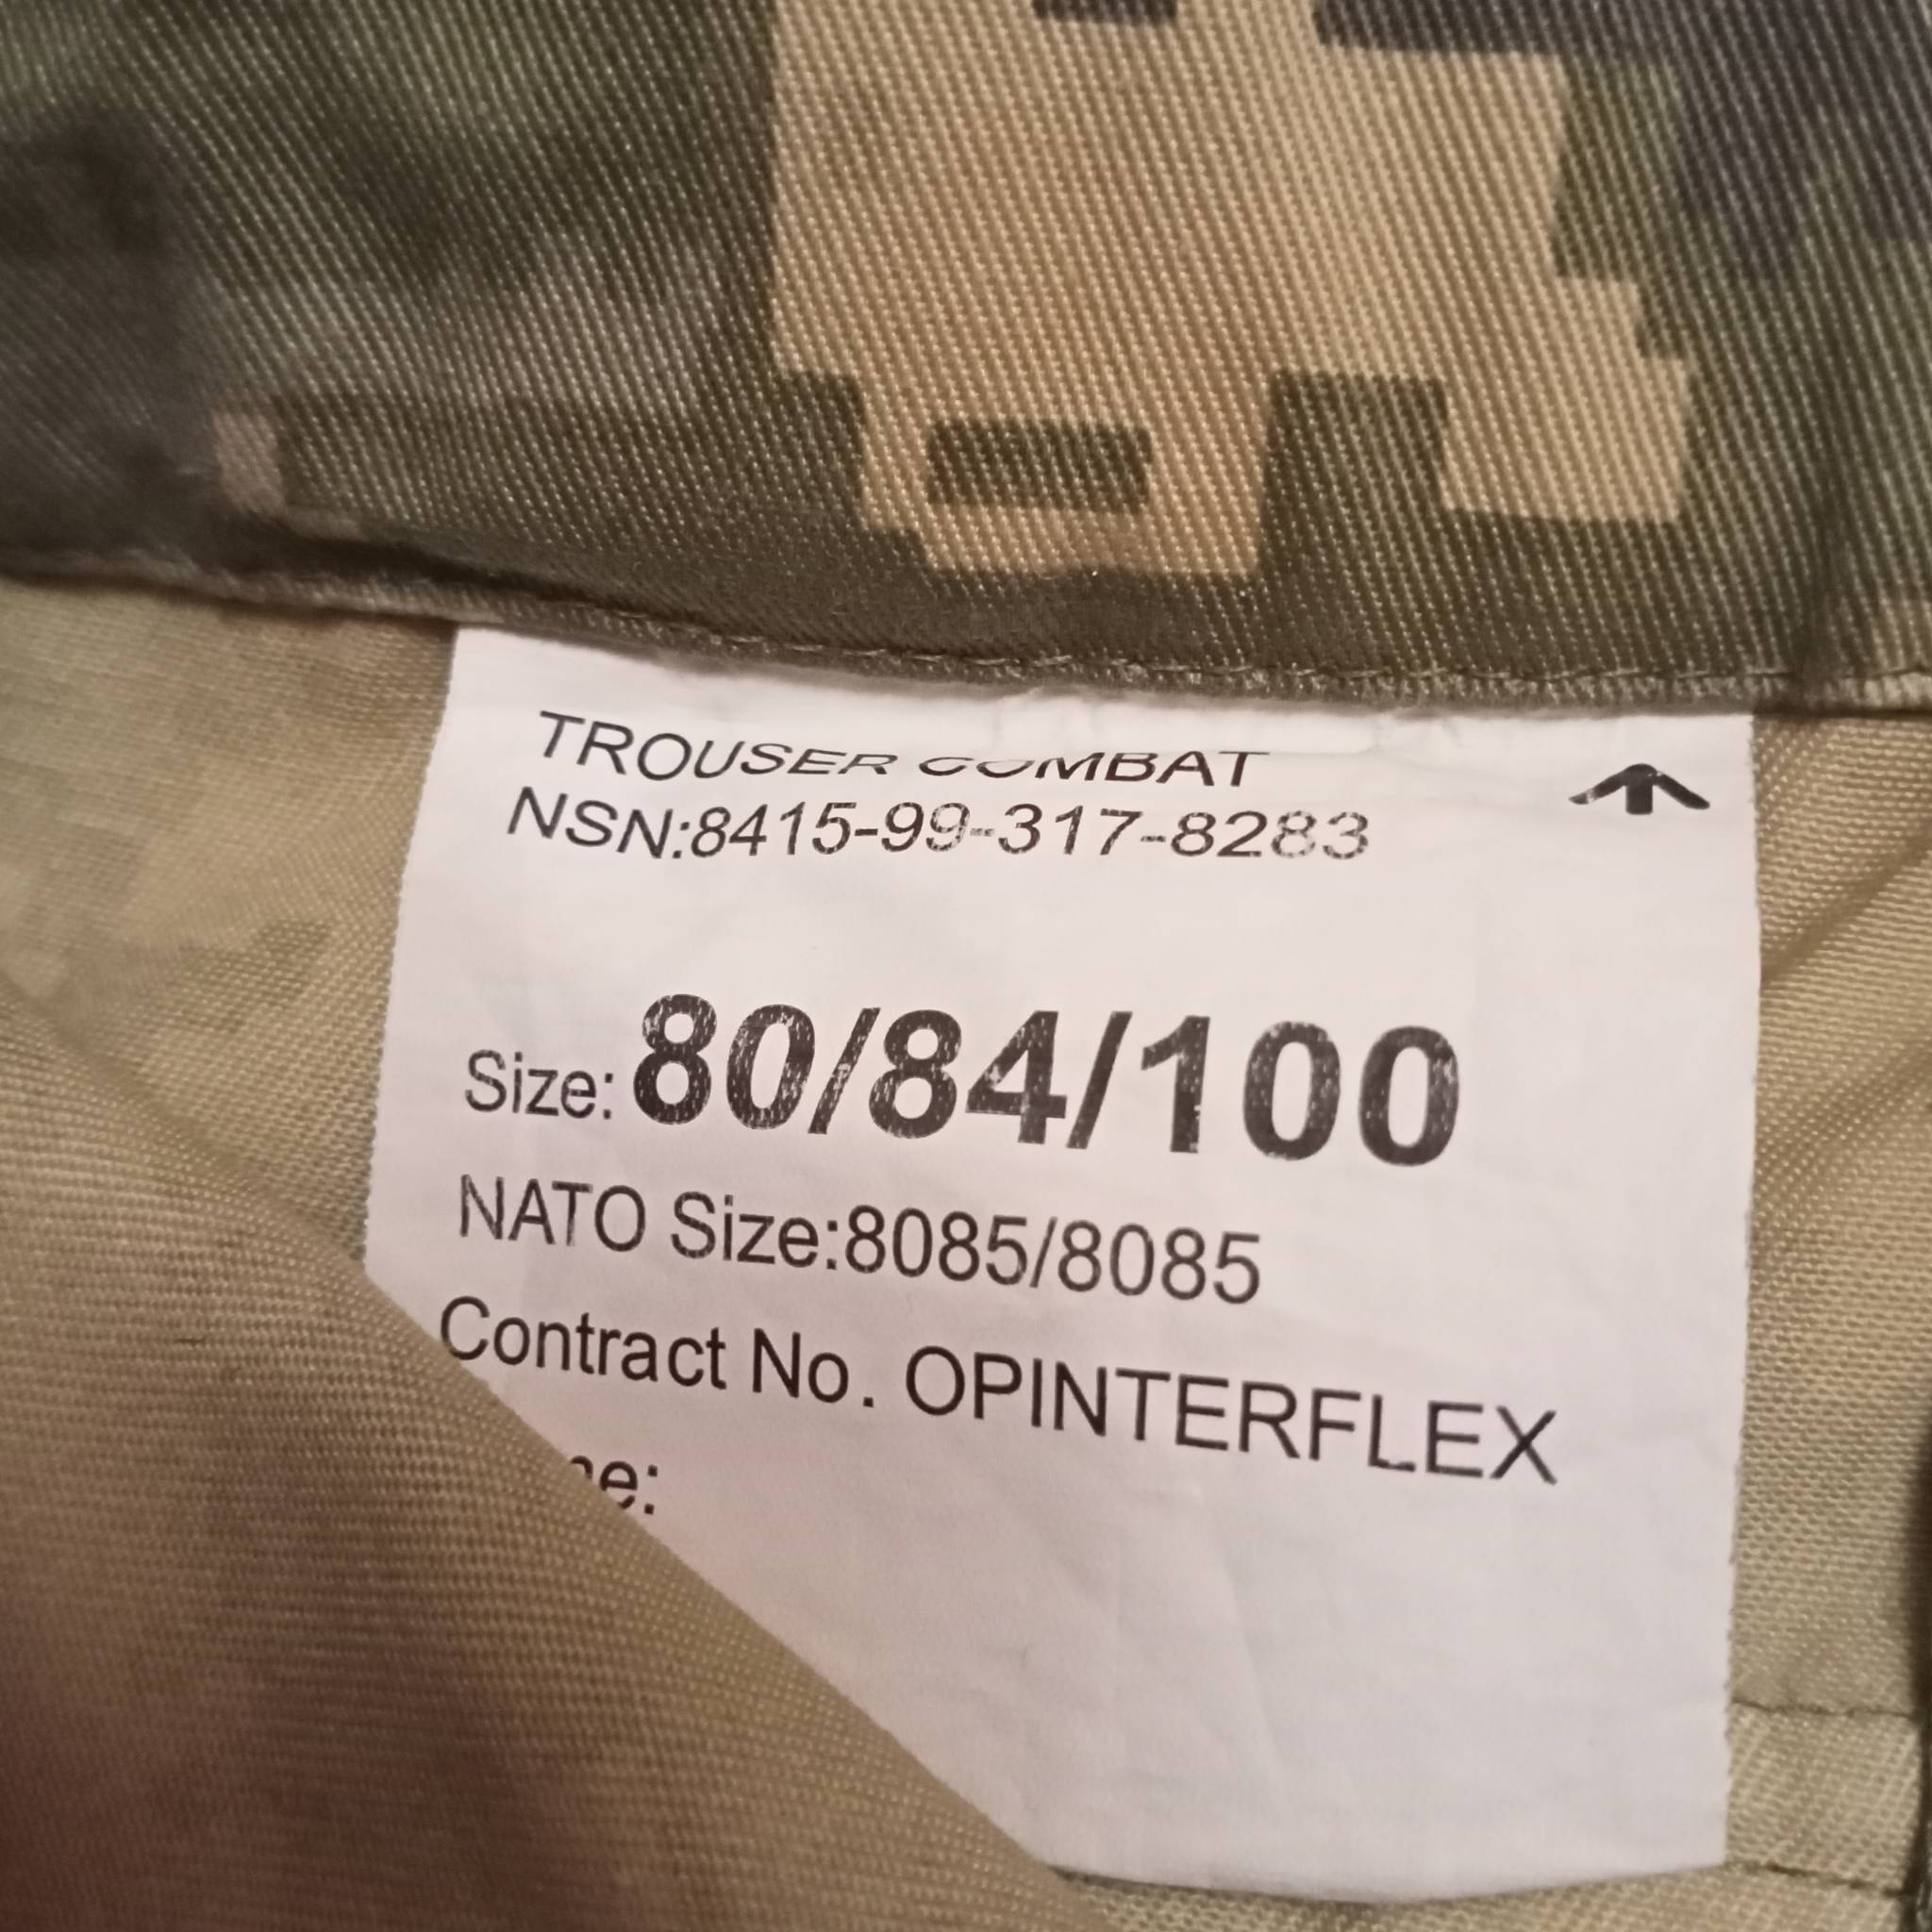 TROUSER COMBAT
NSN:8415-99-317-8283
Size: 80/84/100
NATO Size:8085/8085
Contract No. OPINTERFLEX